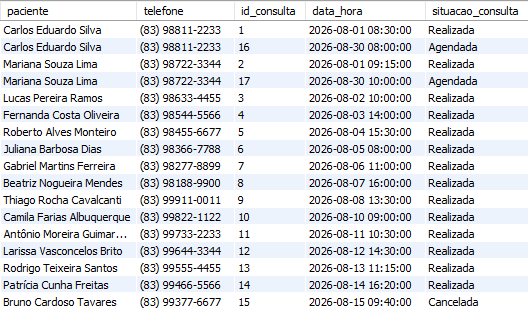 paciente telefone id_consulta data_hora situacao_consulta
Carlos Eduardo Silva (83) 98811-2233 1 2026-08-01 08:30:00 Realizada
Carlos Eduardo Silva (83) 98811-2233 16 2026-08-30 08:00:00 Agendada
Mariana Souza Lima (83) 98722-3344 2 2026-08-01 09:15:00 Realizada
Mariana Souza Lima (83) 98722-3344 17 2026-08-30 10:00:00 Agendada
Lucas Pereira Ramos (83) 98633-4455 3 2026-08-02 10:00:00 Realizada
Fernanda Costa Oliveira (83) 98544-5566 4 2026-08-03 14:00:00 Realizada
Roberto Alves Monteiro (83) 98455-6677 5 2026-08-04 15:30:00 Realizada
Juliana Barbosa Dias (83) 98366-7788 6 2026-08-05 08:00:00 Realizada
Gabriel Martins Ferreira (83) 98277-8899 7 2026-08-06 11:00:00 Realizada
Beatriz Nogueira Mendes (83) 98188-9900 8 2026-08-07 16:00:00 Realizada
Thiago Rocha Cavalcanti (83) 99911-0011 9 2026-08-08 13:30:00 Realizada
Camila Farias Albuquerque (83) 99822-1122 10 2026-08-10 09:00:00 Realizada
Antônio Moreira Guimar... (83) 99733-2233 11 2026-08-11 10:30:00 Realizada
Larissa Vasconcelos Brito (83) 99644-3344 12 2026-08-12 14:30:00 Realizada
Rodrigo Teixeira Santos (83) 99555-4455 13 2026-08-13 11:15:00 Realizada
Patrícia Cunha Freitas (83) 99466-5566 14 2026-08-14 16:20:00 Realizada
Bruno Cardoso Tavares (83) 99377-6677 15 2026-08-15 09:40:00 Cancelada